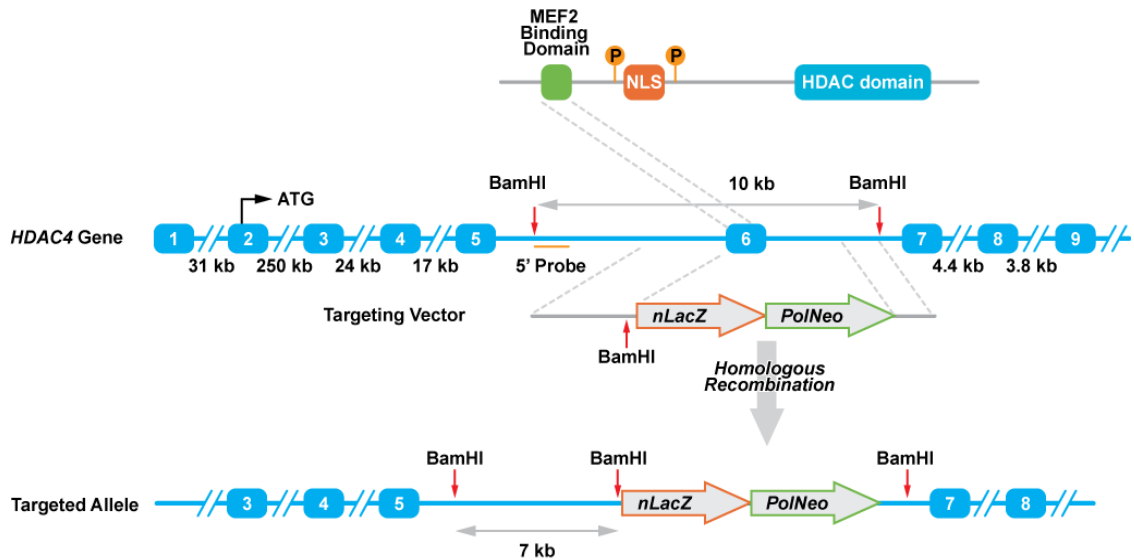 MEF2
Binding
Domain
P
P
NLS
HDAC domain
10 kb
BamHI
BamHI
ATG
HDAC4 Gene
1
2
3
4
5
6
7
8
9
31 kb
250 kb
24 kb
17 kb
5' Probe
4.4 kb
3.8 kb
Targeting Vector
nLacZ
PolNeo
BamHI
Homologous
Recombination
BamHI
BamHI
BamHI
Targeted Allele
3
4
5
nLacZ
PolNeo
7
8
7 kb